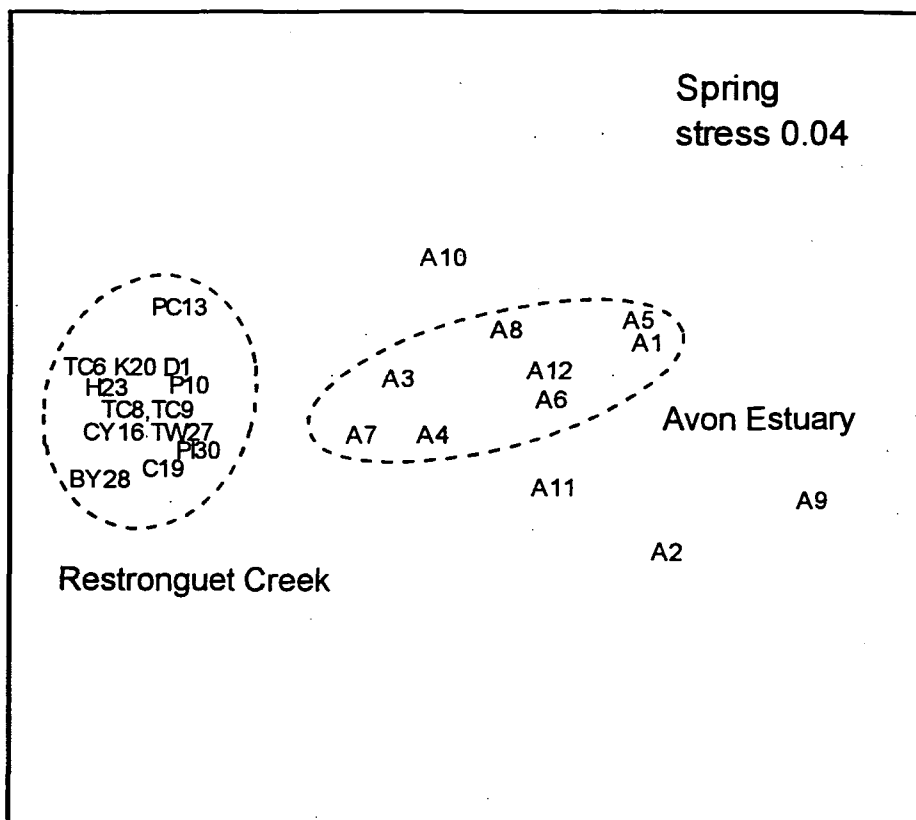 Spring
stress 0.04
A10
PC13
A8
A5
A1
TC6 K20 D1
A3
A12
H23
P10
A6
TC8, TC9
Avon Estuary
CY16 TW27
A7
A4
PI30
C19
BY28
A11
A9
A2
Restronguet Creek